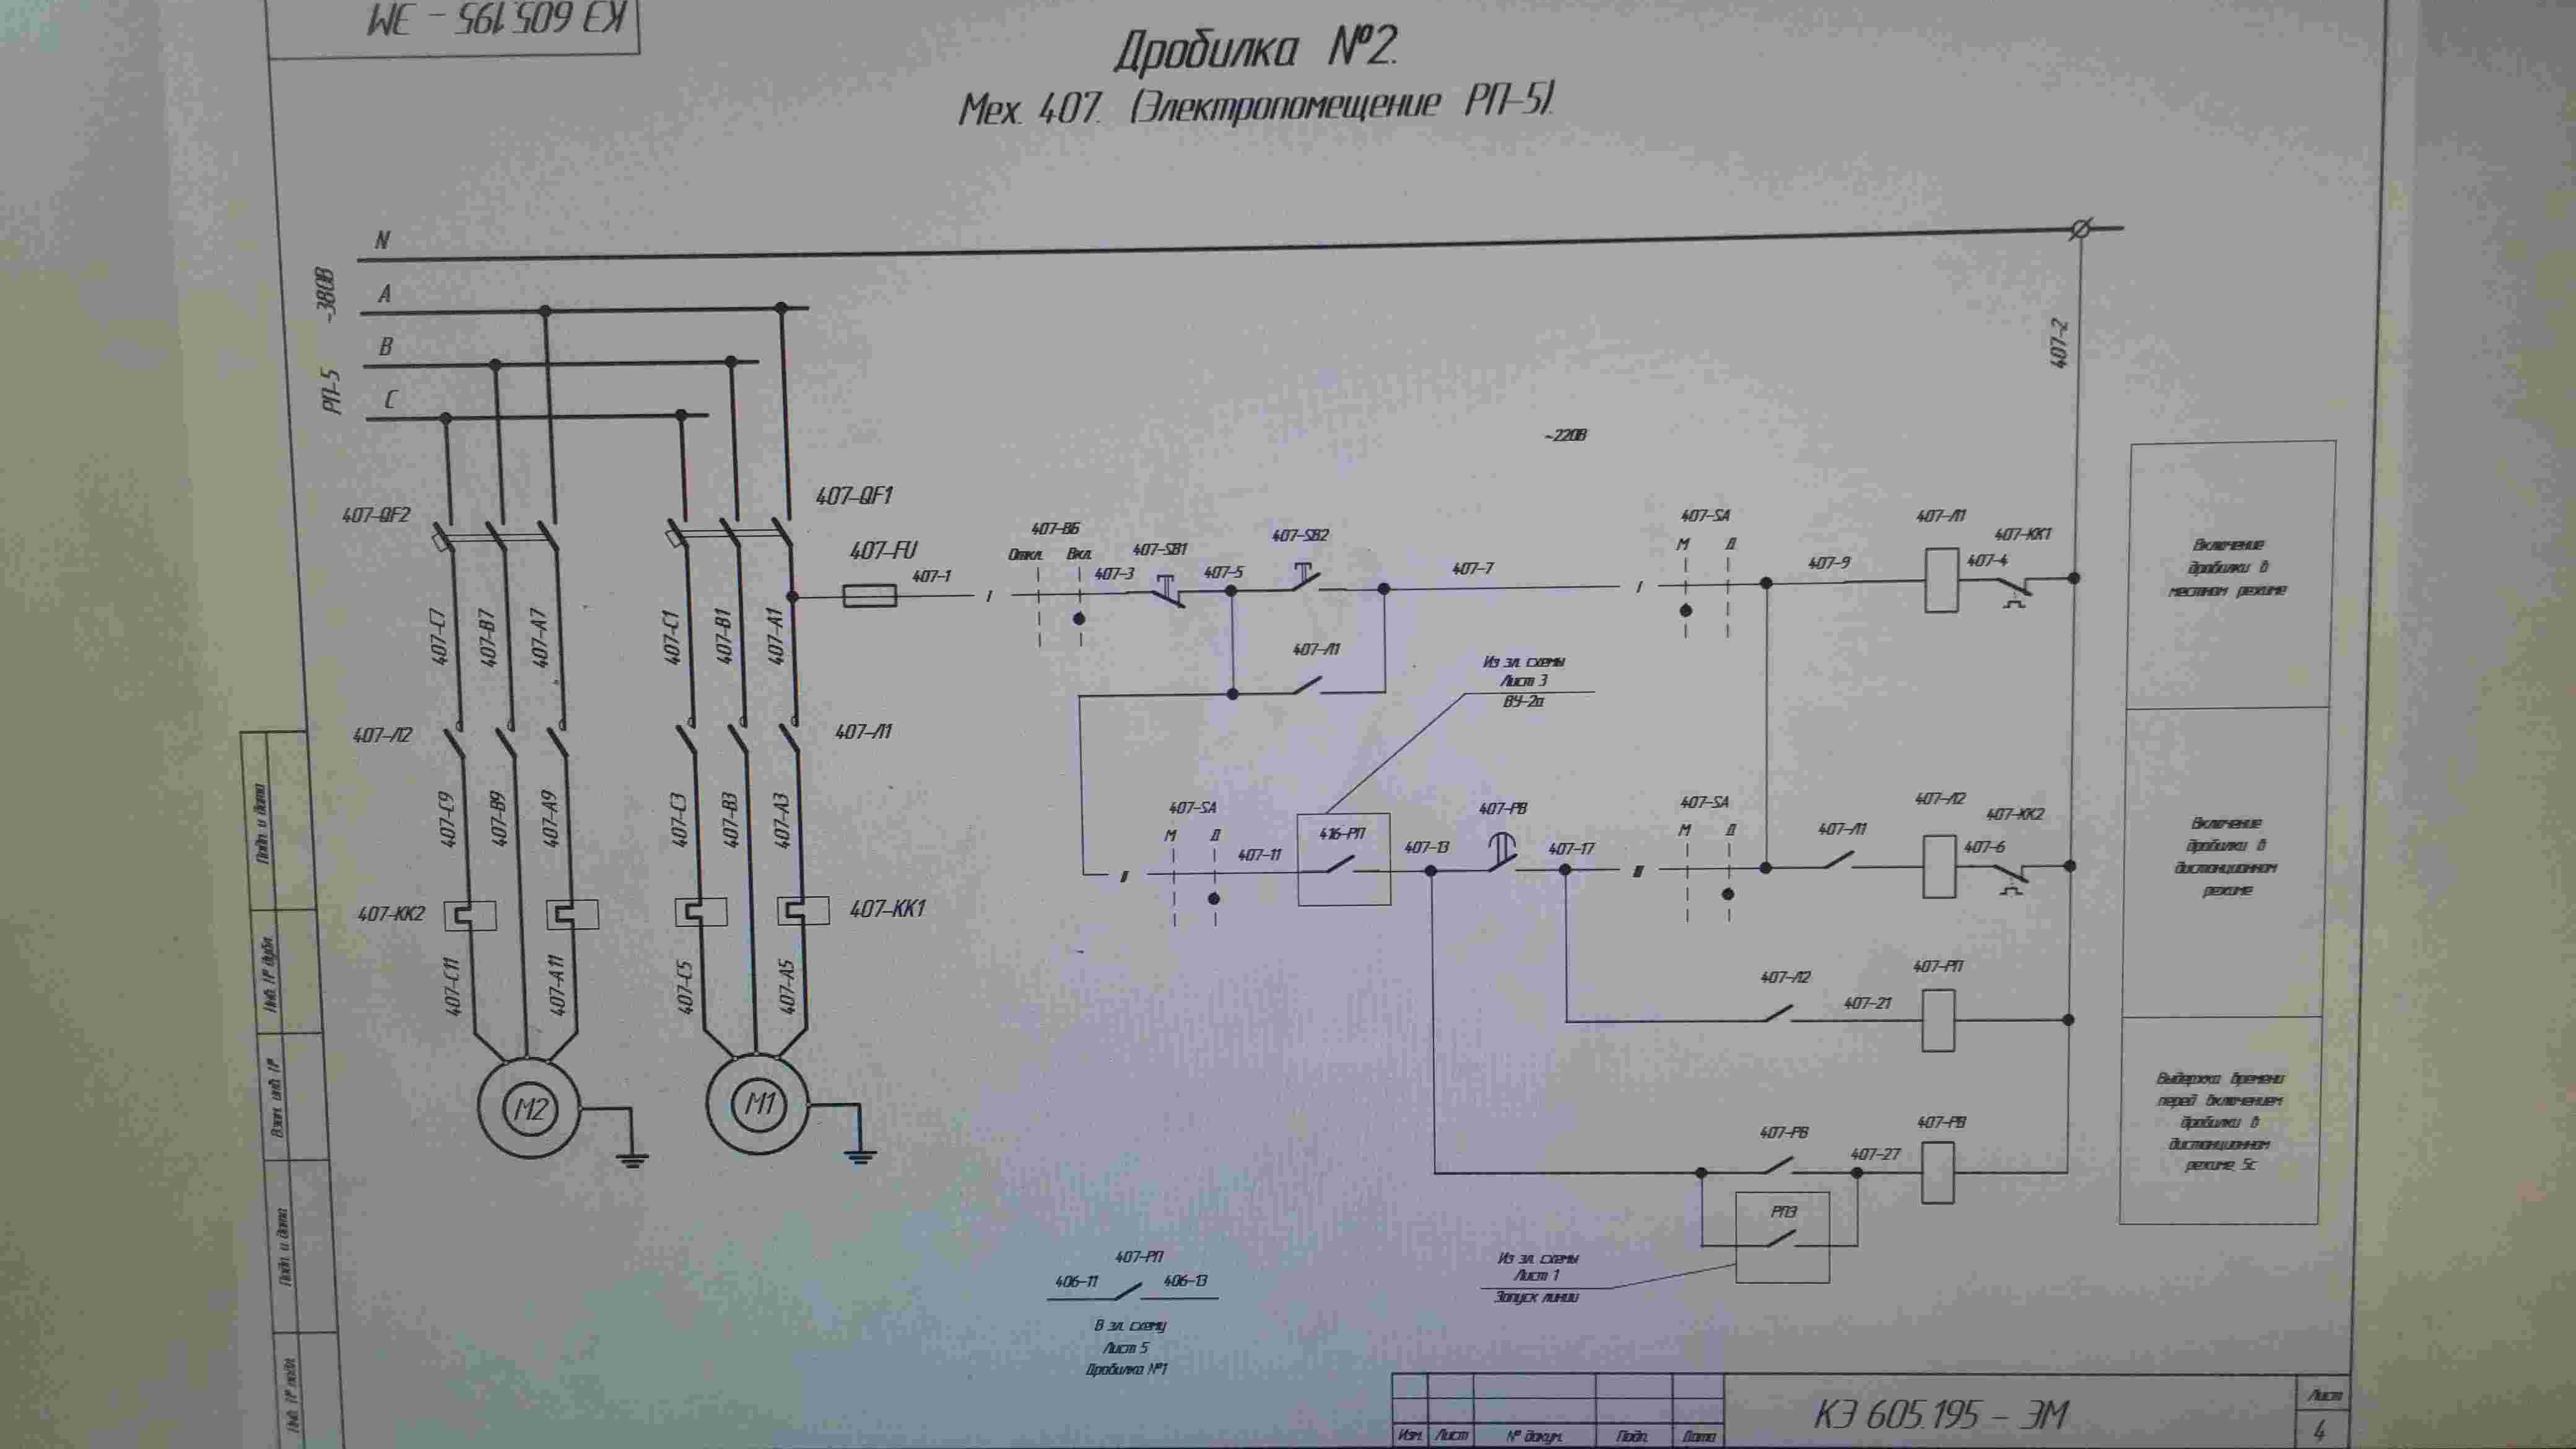 КЭ 605.195 - ЭМ
Дробилка №2.
Мех. 407. (Электропомещение РП-5).
N
A
B
C
~380В
РП-5
407-2
~220В
407-QF2
407-QF1
407-FU
407-1
I
407-ВБ
Откл.
Вкл.
407-3
407-SB1
407-5
407-SB2
407-7
I
407-SA
М
Д
407-9
407-Л1
407-4
407-КК1
Включение
дробилки в
местном режиме
407-C7
407-B7
407-A7
407-C1
407-B1
407-A1
407-Л1
Из эл. схемы
Лист 3
ВУ-2а
407-Л2
407-Л1
407-C9
407-B9
407-A9
407-C3
407-B3
407-A3
II
407-SA
М
Д
407-11
416-РП
407-13
407-РВ
407-17
II
407-SA
М
Д
407-Л1
407-Л2
407-6
407-КК2
Включение
дробилки в
дистанционном
режиме
407-КК2
407-КК1
407-C11
407-A11
407-C5
407-A5
407-Л2
407-21
407-РП
М2
М1
407-РВ
407-27
407-РВ
Выдержка времени
перед включением
дробилки в
дистанционном
режиме 5с
РПЗ
Из эл. схемы
Лист 1
Запуск линии
407-РП
406-11
406-13
В эл. схему
Лист 5
Дробилка №1
Подп. и дата
Инв. № дубл.
Взам. инв. №
Подп. и дата
Инв. № подл.
Изм.
Лист
№ докум.
Подп.
Дата
КЭ 605.195 - ЭМ
Лист
4